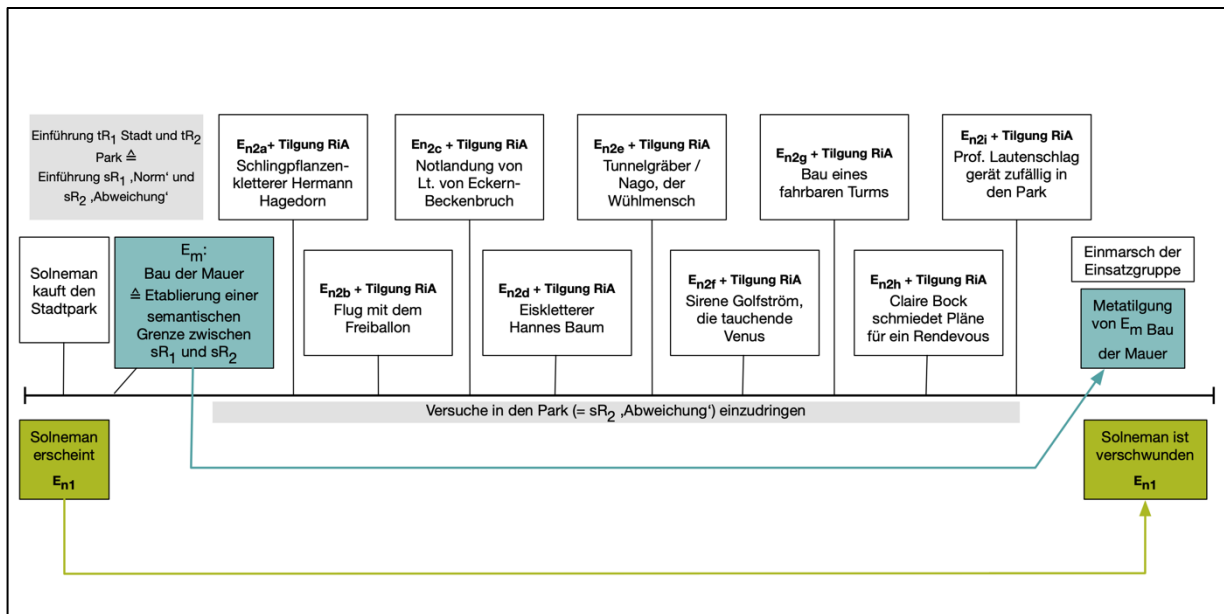 Einführung tR1 Stadt und tR2
Park ≙
Einführung sR1 ‚Norm‘ und
sR2 ‚Abweichung‘
En2a+ Tilgung RiA
Schlingpflanzen-
kletterer Hermann
Hagedorn
En2c + Tilgung RiA
Notlandung von
Lt. von Eckern-
Beckenbruch
En2e + Tilgung RiA
Tunnelgräber /
Nago, der
Wühlmensch
En2g + Tilgung RiA
Bau eines
fahrbaren Turms
En2i + Tilgung RiA
Prof. Lautenschlag
gerät zufällig in
den Park
Solneman
kauft den
Stadtpark
Em:
Bau der Mauer
≙ Etablierung einer
semantischen
Grenze zwischen
sR1 und sR2
En2b + Tilgung RiA
Flug mit dem
Freiballon
En2d + Tilgung RiA
Eiskletterer
Hannes Baum
En2f + Tilgung RiA
Sirene Golfström,
die tauchende
Venus
En2h + Tilgung RiA
Claire Bock
schmiedet Pläne
für ein Rendevous
Einmarsch der
Einsatzgruppe
Metatilgung
von Em Bau
der Mauer
Versuche in den Park (= sR2 ‚Abweichung‘) einzudringen
Solneman
erscheint
En1
Solneman ist
verschwunden
En1